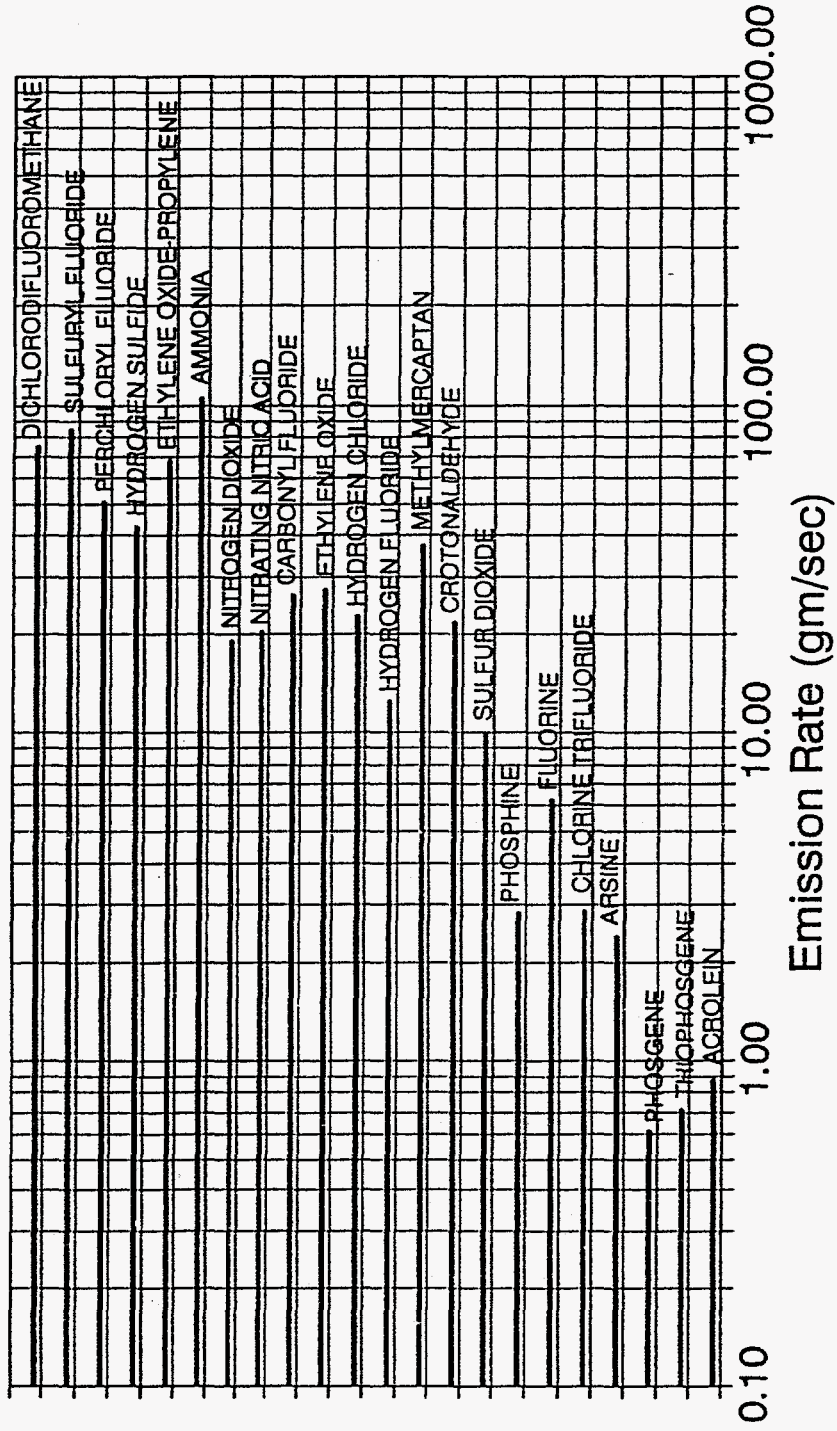 DICHLORODIFLUOROMETHANE
SULFURYL FLUORIDE
PERCHLORYL FLUORIDE
HYDROGEN SULFIDE
ETHYLENE OXIDE-PROPYLENE
AMMONIA
NITROGEN DIOXIDE
NITRATING NITRIC ACID
CARBONYL FLUORIDE
ETHYLENE OXIDE
HYDROGEN CHLORIDE
HYDROGEN FLUORIDE
METHYLMERCAPTAN
CROTONALDEHYDE
SULFUR DIOXIDE
PHOSPHINE
FLUORINE
CHLORINE TRIFLUORIDE
ARSINE
PHOSGENE
THIOPHOSGENE
ACROLEIN
0.10 1.00 10.00 100.00 1000.00
Emission Rate (gm/sec)